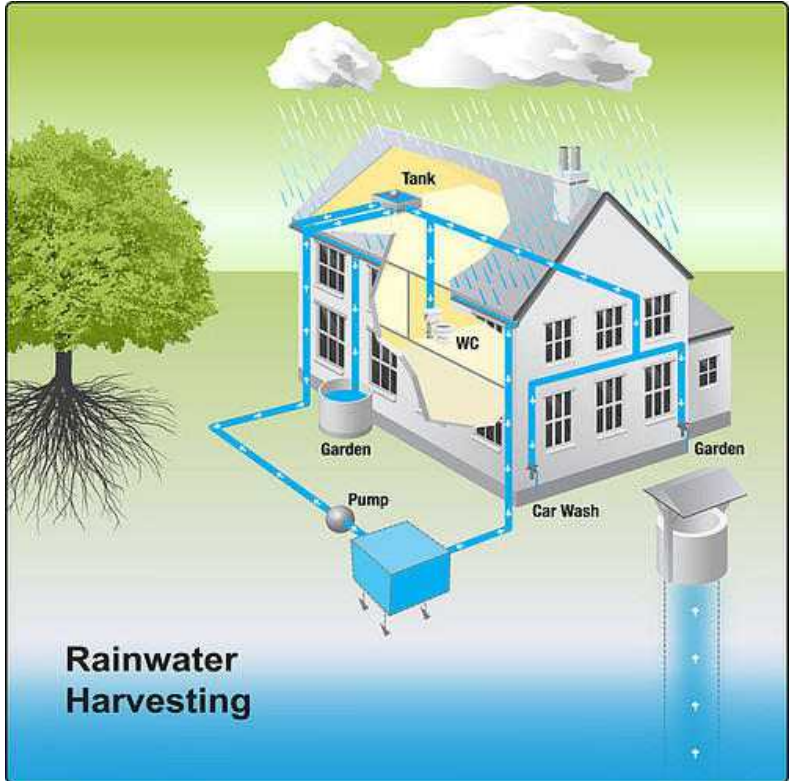 Tank
WC
Garden
Garden
Pump
Car Wash
Rainwater
Harvesting